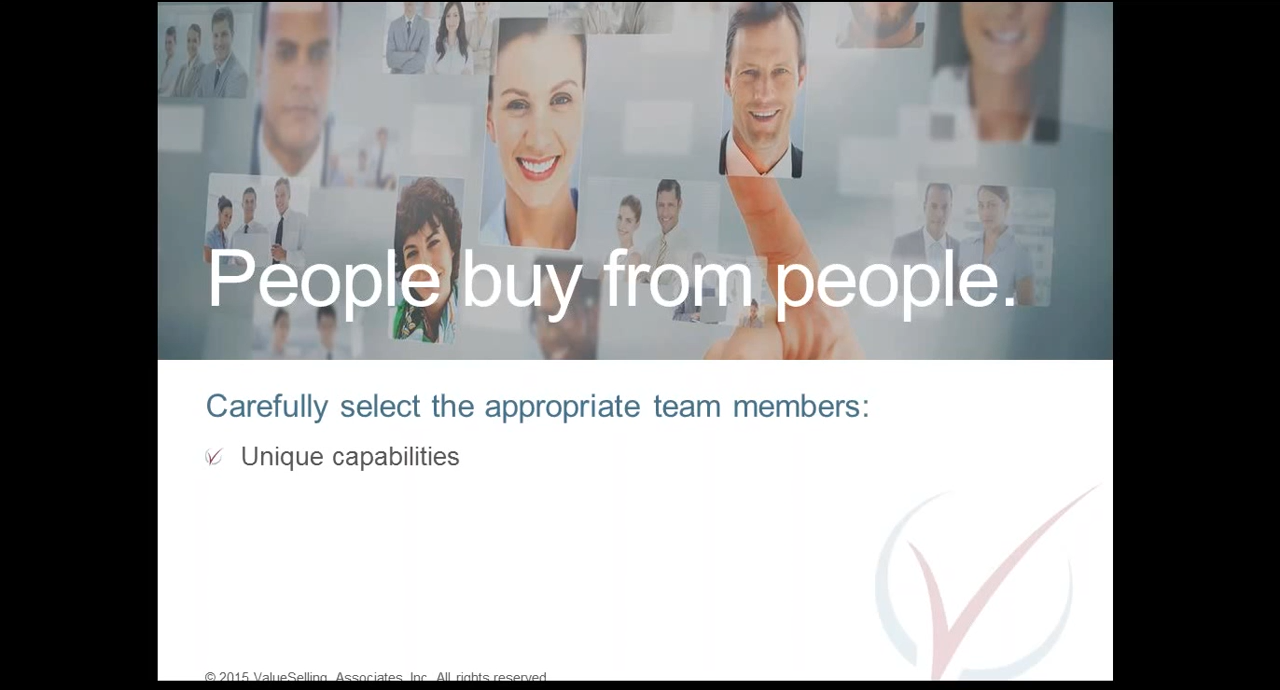 People buy from people.
Carefully select the appropriate team members:
Unique capabilities
© 2015 ValueSelling Associates, Inc. All rights reserved